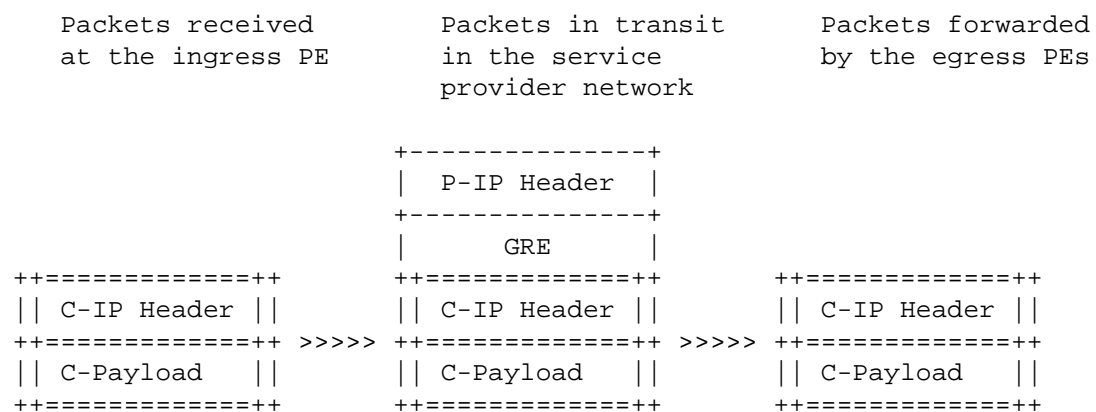 Packets received        Packets in transit      Packets forwarded
at the ingress PE       in the service          by the egress PEs
                        provider network
                        +---------------+
                        |  P-IP Header  |
                        +---------------+
                        |      GRE      |
++=============++       ++=============++       ++=============++
|| C-IP Header ||       || C-IP Header ||       || C-IP Header ||
++=============++ >>>>> ++=============++ >>>>> ++=============++
|| C-Payload   ||       || C-Payload   ||       || C-Payload   ||
++=============++       ++=============++       ++=============++